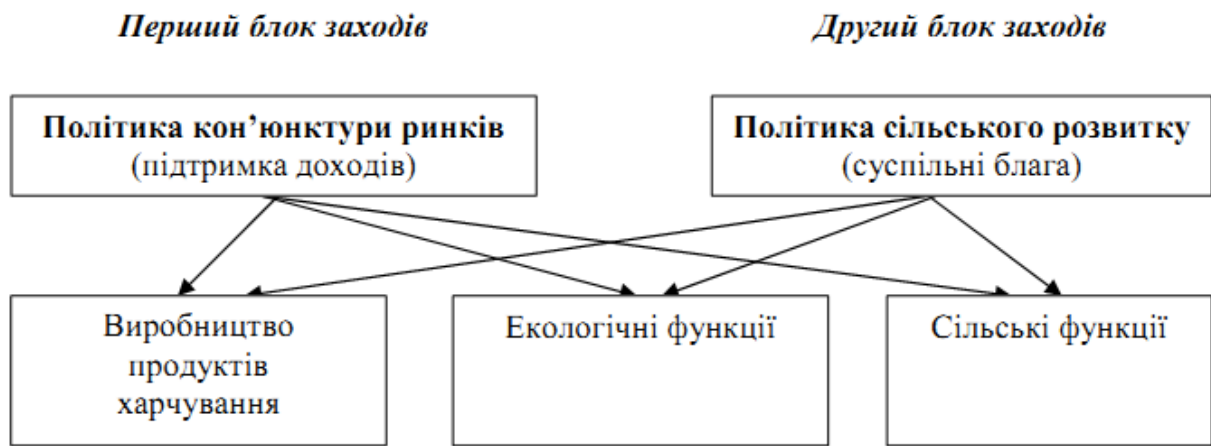 Перший блок заходів
Другий блок заходів
Політика кон’юнктури ринків
(підтримка доходів)
Політика сільського розвитку
(суспільні блага)
Виробництво
продуктів
харчування
Екологічні функції
Сільські функції